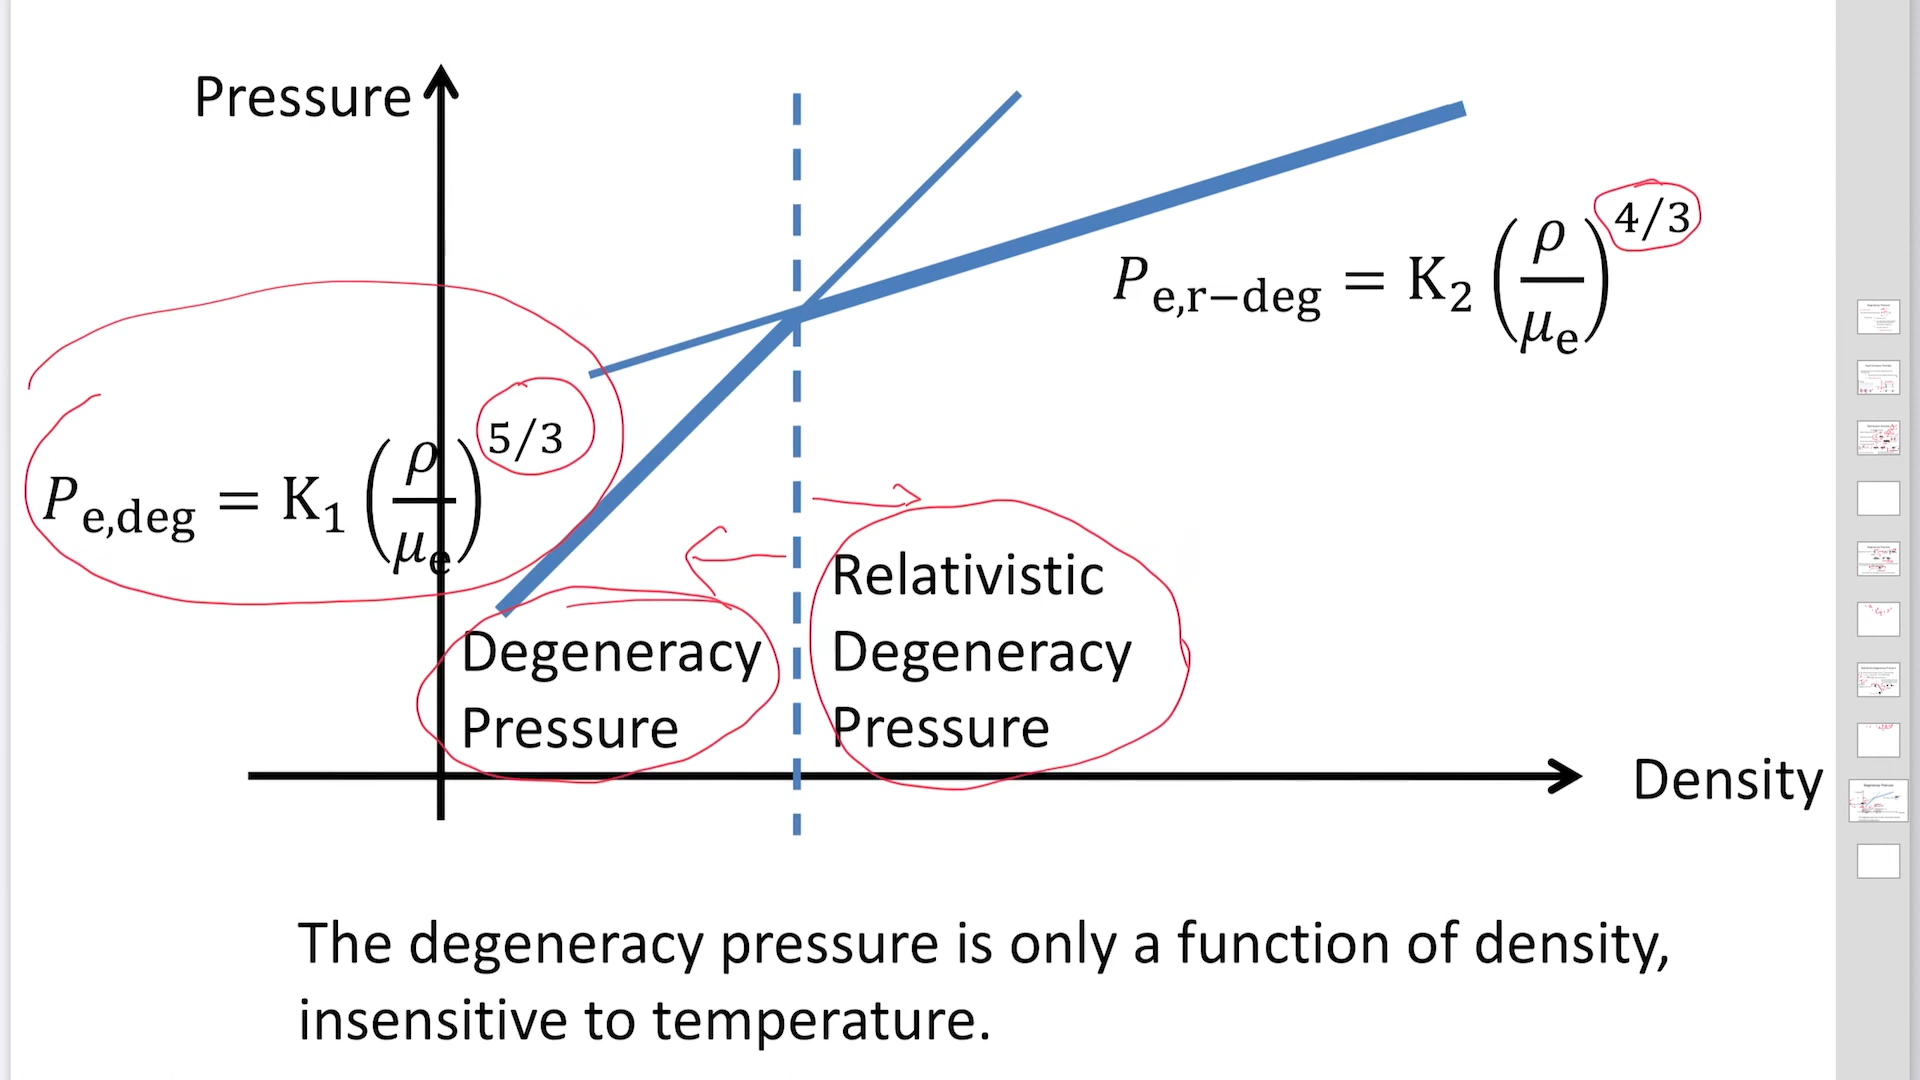 Pressure
P_e,r−deg = K_2 (ρ/μ_e)^4/3
P_e,deg = K_1 (ρ/μ_e)^5/3
Degeneracy
Pressure
Relativistic
Degeneracy
Pressure
Density
The degeneracy pressure is only a function of density,
insensitive to temperature.